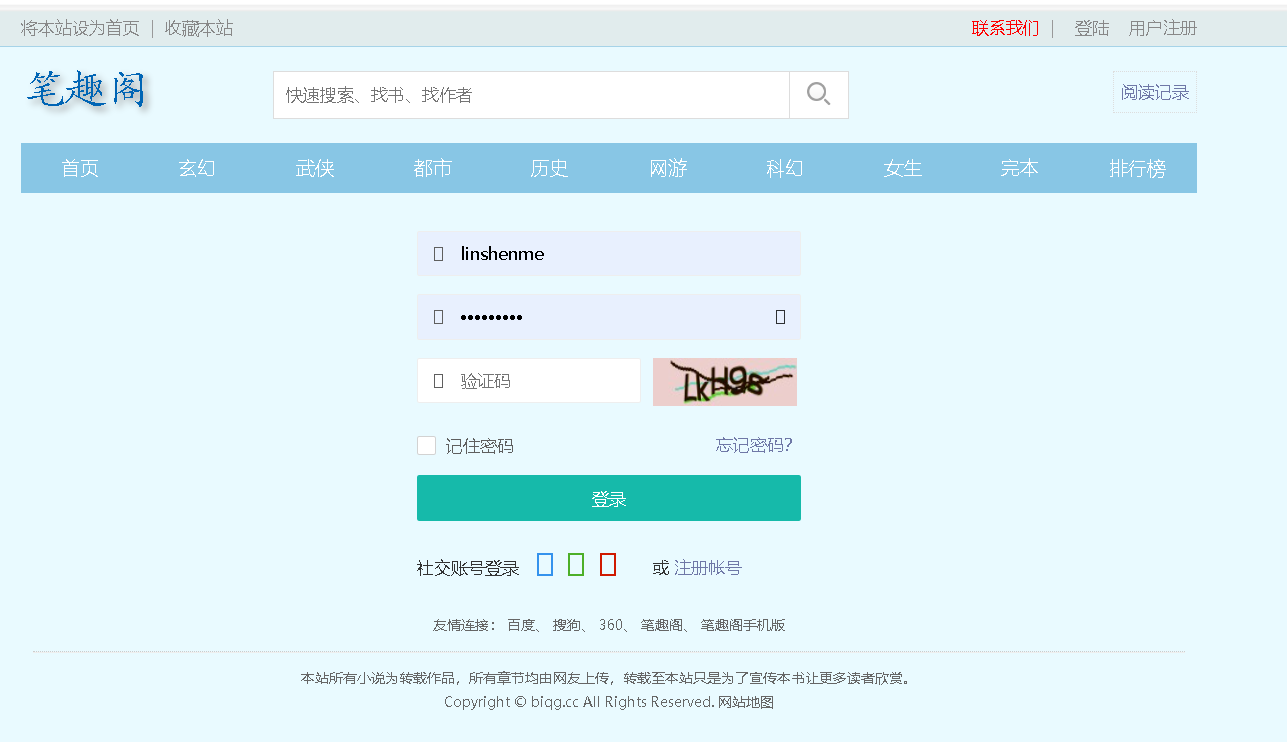 将本站设为首页 | 收藏本站 联系我们 | 登陆 用户注册
笔趣阁 快速搜索、找书、找作者 阅读记录
首页 玄幻 武侠 都市 历史 网游 科幻 女生 完本 排行榜
linshenme
•••••••••
验证码
记住密码 忘记密码?
登录
社交账号登录 或 注册帐号
友情连接： 百度、 搜狗、 360、 笔趣阁、 笔趣阁手机版
本站所有小说为转载作品，所有章节均由网友上传，转载至本站只是为了宣传本书让更多读者欣赏。
Copyright © biqg.cc All Rights Reserved. 网站地图